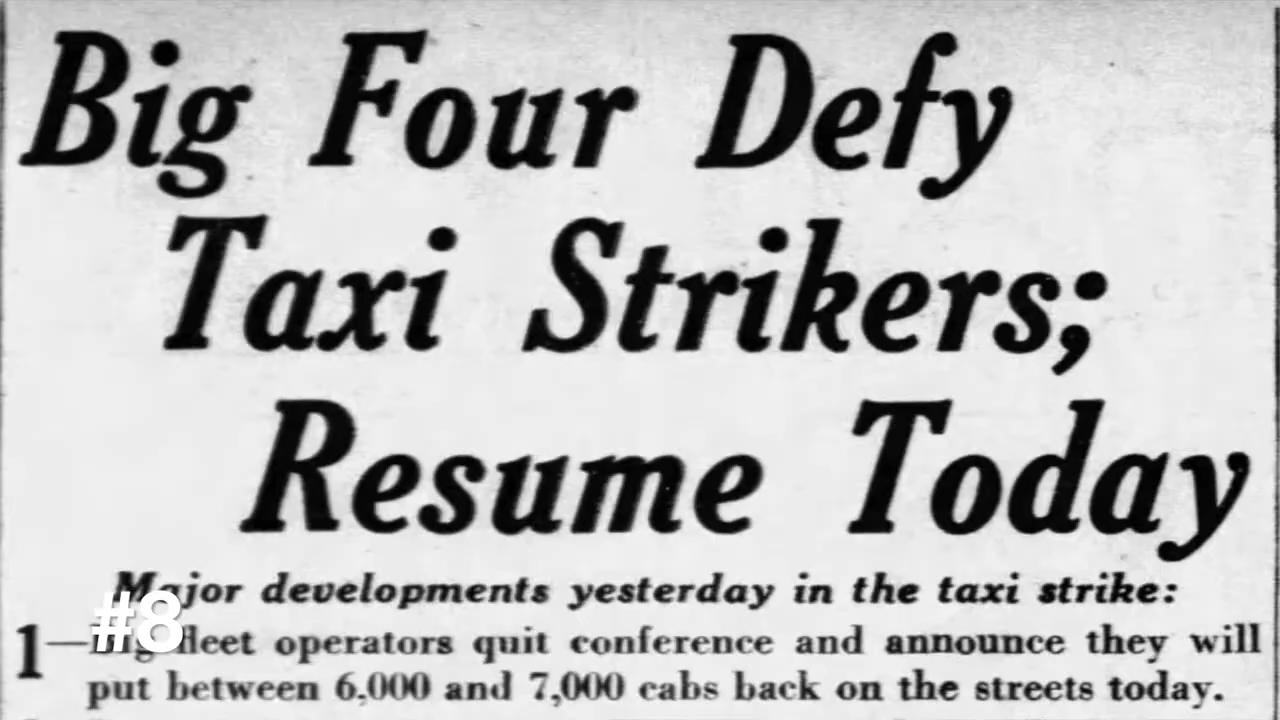 Big Four Defy
Taxi Strikers;
Resume Today
Major developments yesterday in the taxi strike:
1—Big fleet operators quit conference and announce they will
put between 6,000 and 7,000 cabs back on the streets today.
#8